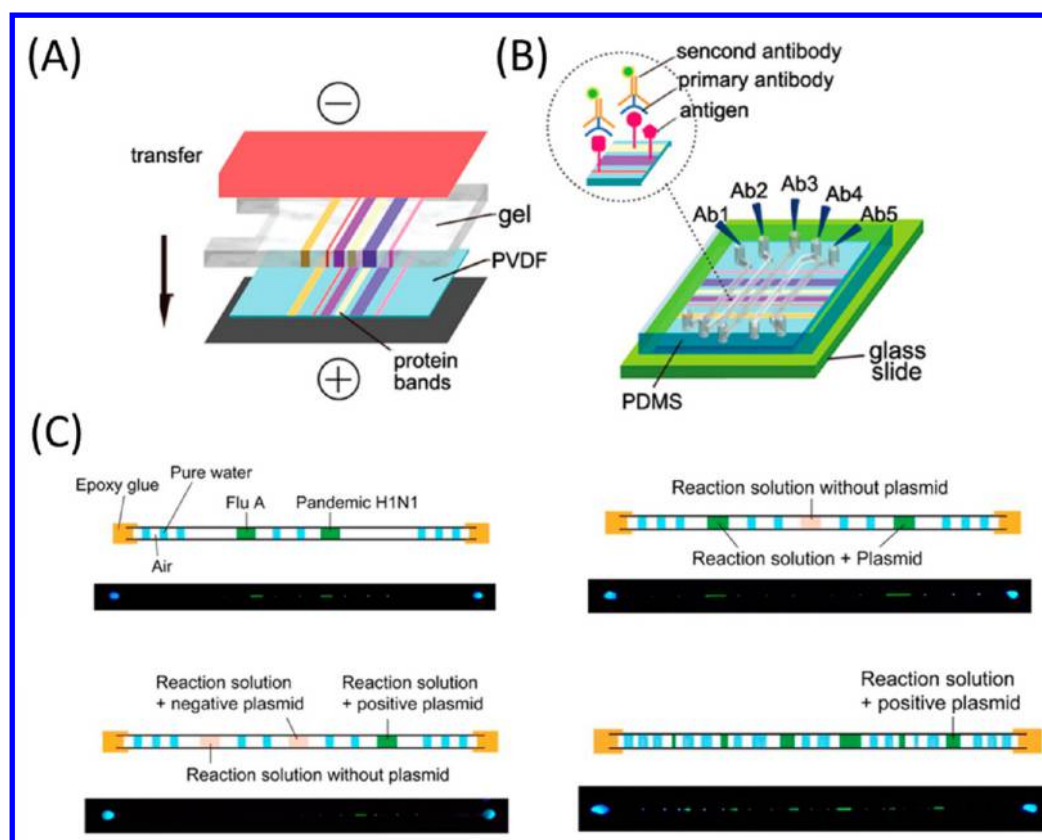 (A)
−
transfer
gel
PVDF
protein
bands
+
(B)
sencond antibody
primary antibody
antigen
Ab1
Ab2
Ab3
Ab4
Ab5
PDMS
glass
slide
(C)
Epoxy glue
Pure water
Flu A
Pandemic H1N1
Air
Reaction solution without plasmid
Reaction solution + Plasmid
Reaction solution
+ negative plasmid
Reaction solution
+ positive plasmid
Reaction solution without plasmid
Reaction solution
+ positive plasmid